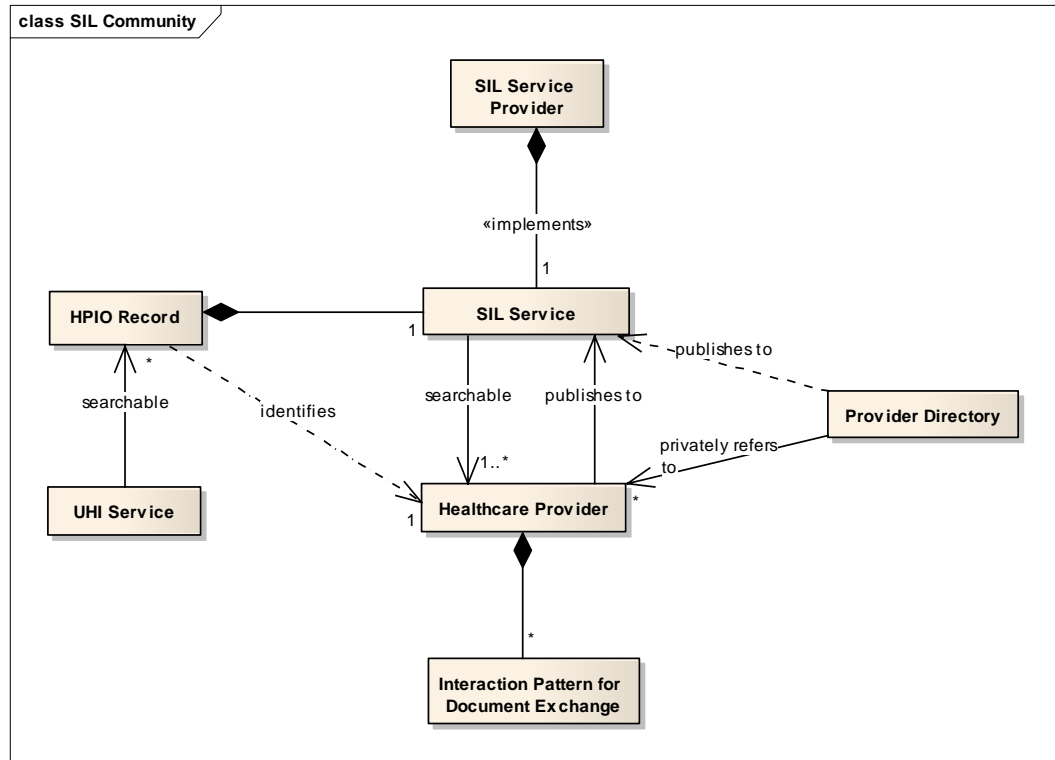 class SIL Community
SIL Service
Provider
«implements»
1
HPIO Record
1
SIL Service
*
publishes to
searchable
searchable
publishes to
identifies
Provider Directory
privately refers
to
1..*
UHI Service
1
Healthcare Provider
*
*
Interaction Pattern for
Document Exchange